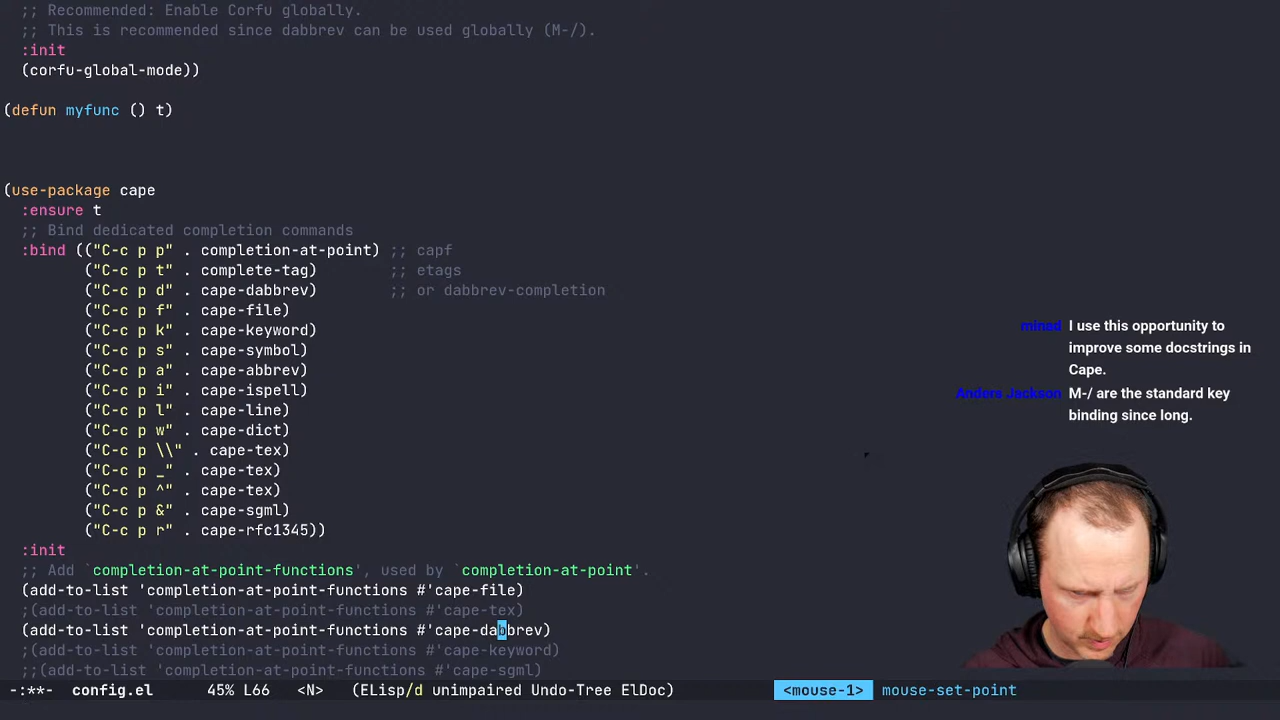 ;; Recommended: Enable Corfu globally.
;; This is recommended since dabbrev can be used globally (M-/).
:init
(corfu-global-mode))
(defun myfunc () t)
(use-package cape
:ensure t
;; Bind dedicated completion commands
:bind (("C-c p p" . completion-at-point) ;; capf
("C-c p t" . complete-tag)        ;; etags
("C-c p d" . cape-dabbrev)        ;; or dabbrev-completion
("C-c p f" . cape-file)
("C-c p k" . cape-keyword)
("C-c p s" . cape-symbol)
("C-c p a" . cape-abbrev)
("C-c p i" . cape-ispell)
("C-c p l" . cape-line)
("C-c p w" . cape-dict)
("C-c p \\" . cape-tex)
("C-c p _" . cape-tex)
("C-c p ^" . cape-tex)
("C-c p &" . cape-sgml)
("C-c p r" . cape-rfc1345))
:init
;; Add `completion-at-point-functions', used by `completion-at-point'.
(add-to-list 'completion-at-point-functions #'cape-file)
;(add-to-list 'completion-at-point-functions #'cape-tex)
(add-to-list 'completion-at-point-functions #'cape-dabbrev)
;(add-to-list 'completion-at-point-functions #'cape-keyword)
;;(add-to-list 'completion-at-point-functions #'cape-sgml)
-:**- config.el 45% L66 <N> (ELisp/d unimpaired Undo-Tree ElDoc) <mouse-1> mouse-set-point
minad I use this opportunity to
improve some docstrings in
Cape.
Anders Jackson M-/ are the standard key
binding since long.